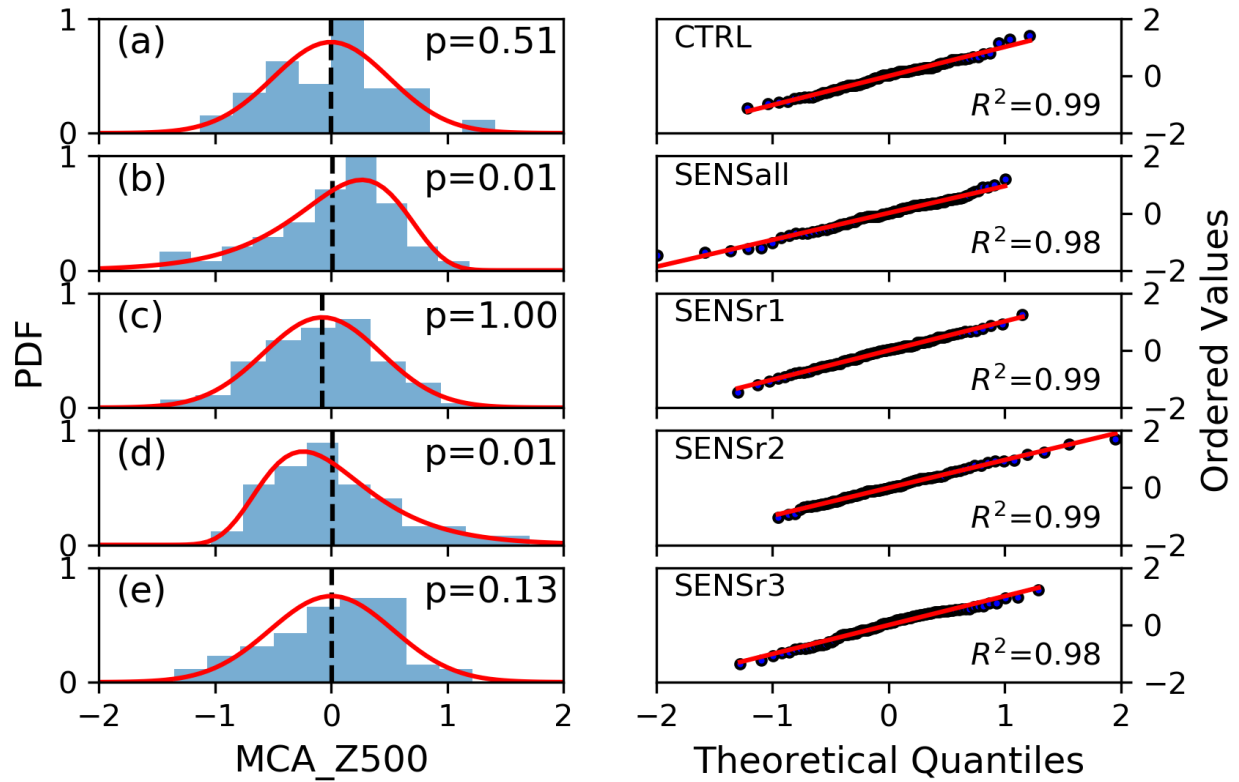 1
(a)
p=0.51
0
1
(b)
p=0.01
0
1
(c)
p=1.00
0
1
(d)
p=0.01
0
1
(e)
p=0.13
0
−2
−1
0
1
2
PDF
MCA_Z500
CTRL
R²=0.99
2
0
−2
SENSall
R²=0.98
2
0
−2
SENSr1
R²=0.99
2
0
−2
SENSr2
R²=0.99
2
0
−2
SENSr3
R²=0.98
2
0
−2
−2
−1
0
1
2
Ordered Values
Theoretical Quantiles